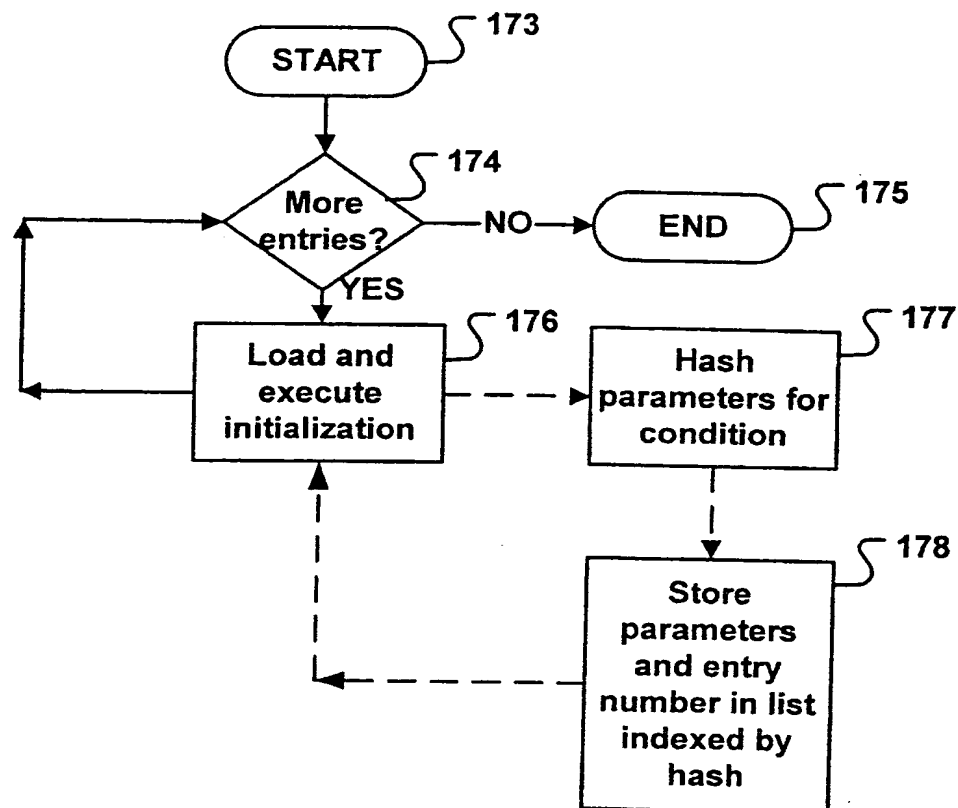 173
START
174
More
entries?
NO
175
END
YES
176
Load and
execute
initialization
177
Hash
parameters for
condition
178
Store
parameters
and entry
number in list
indexed by
hash